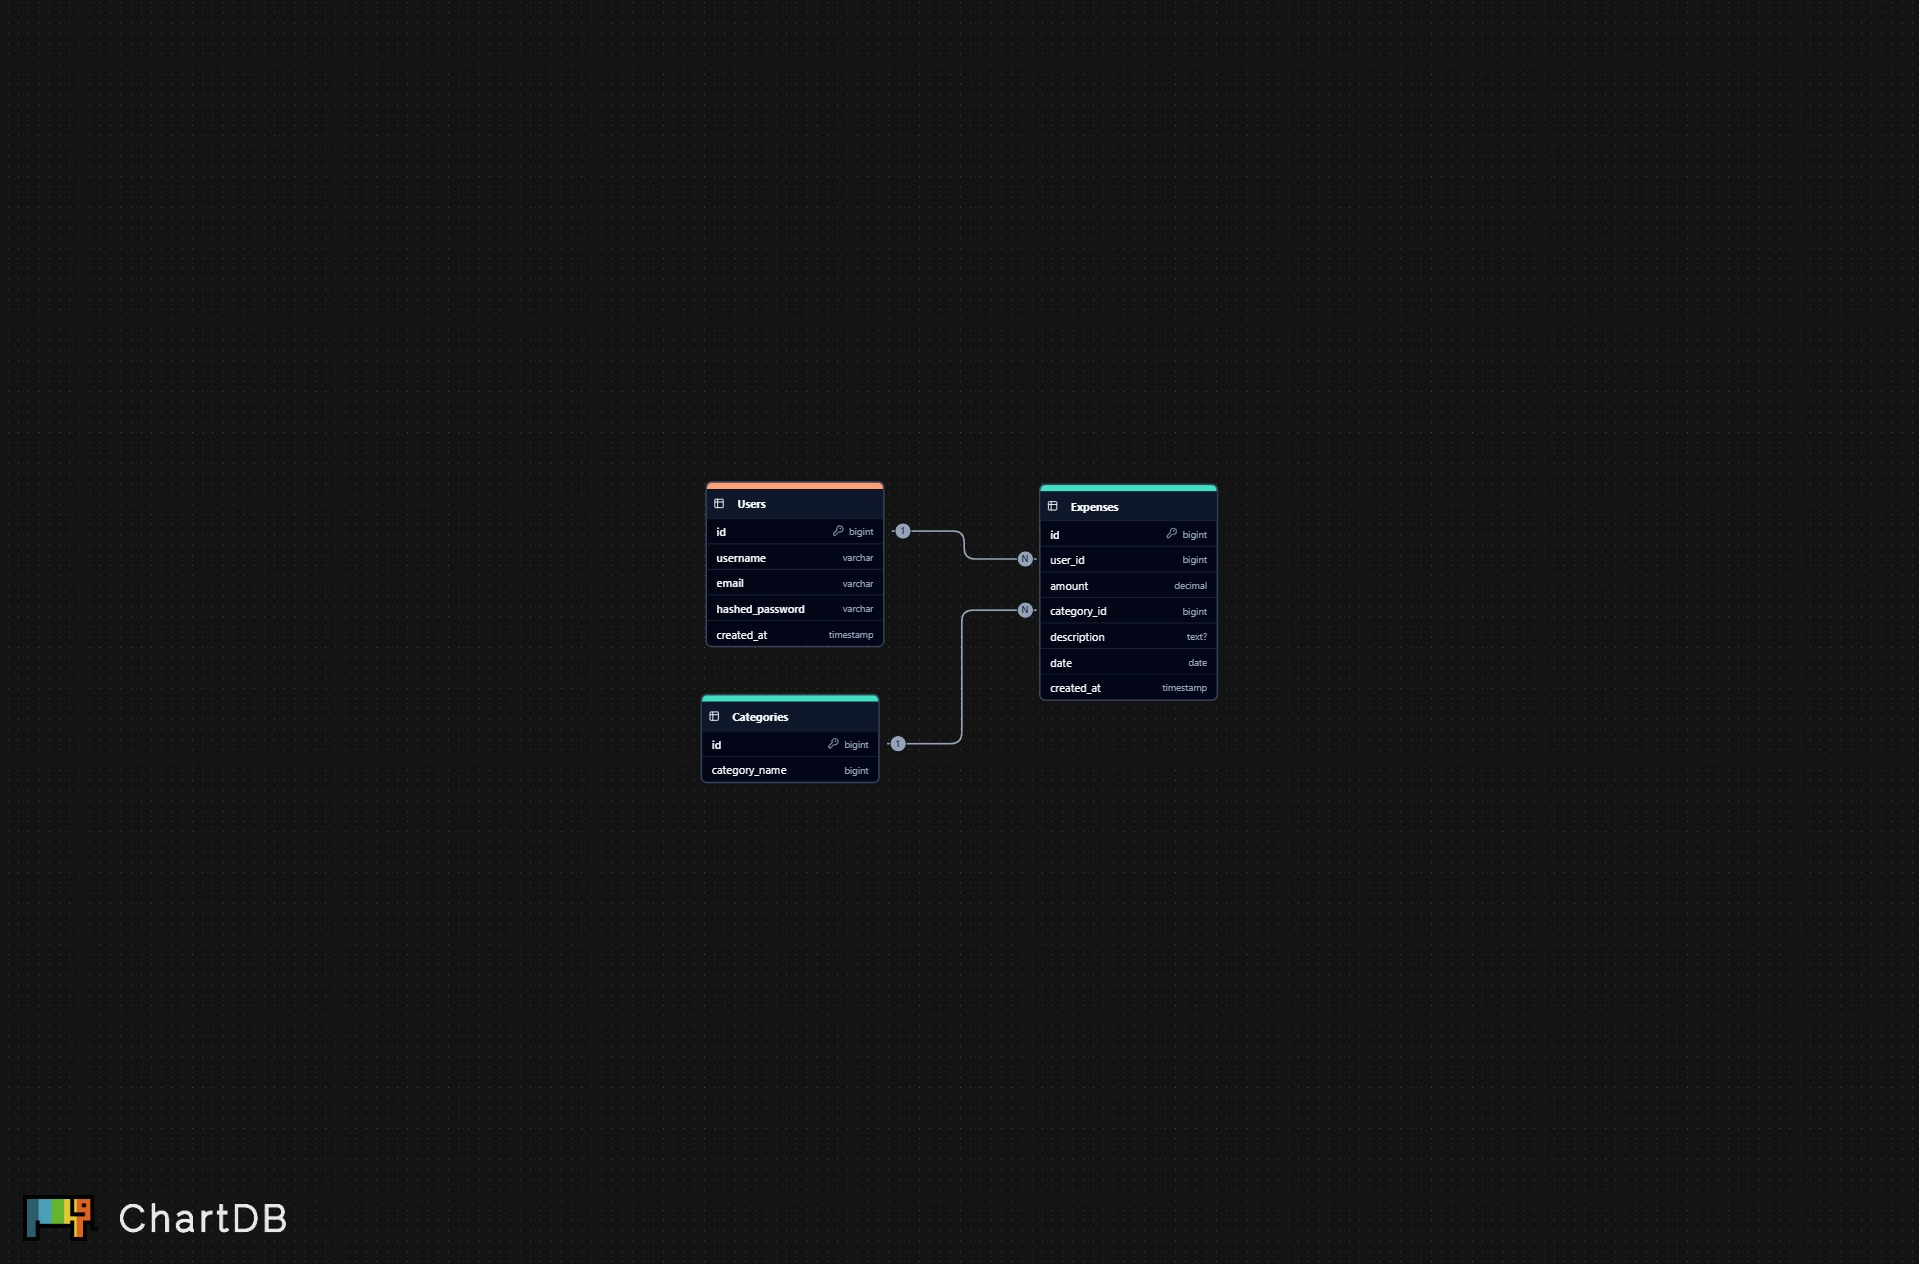 Users
id bigint
username varchar
email varchar
hashed_password varchar
created_at timestamp
1
N
Expenses
id bigint
user_id bigint
amount decimal
category_id bigint
description text?
date date
created_at timestamp
N
Categories
id bigint
category_name bigint
1
ChartDB